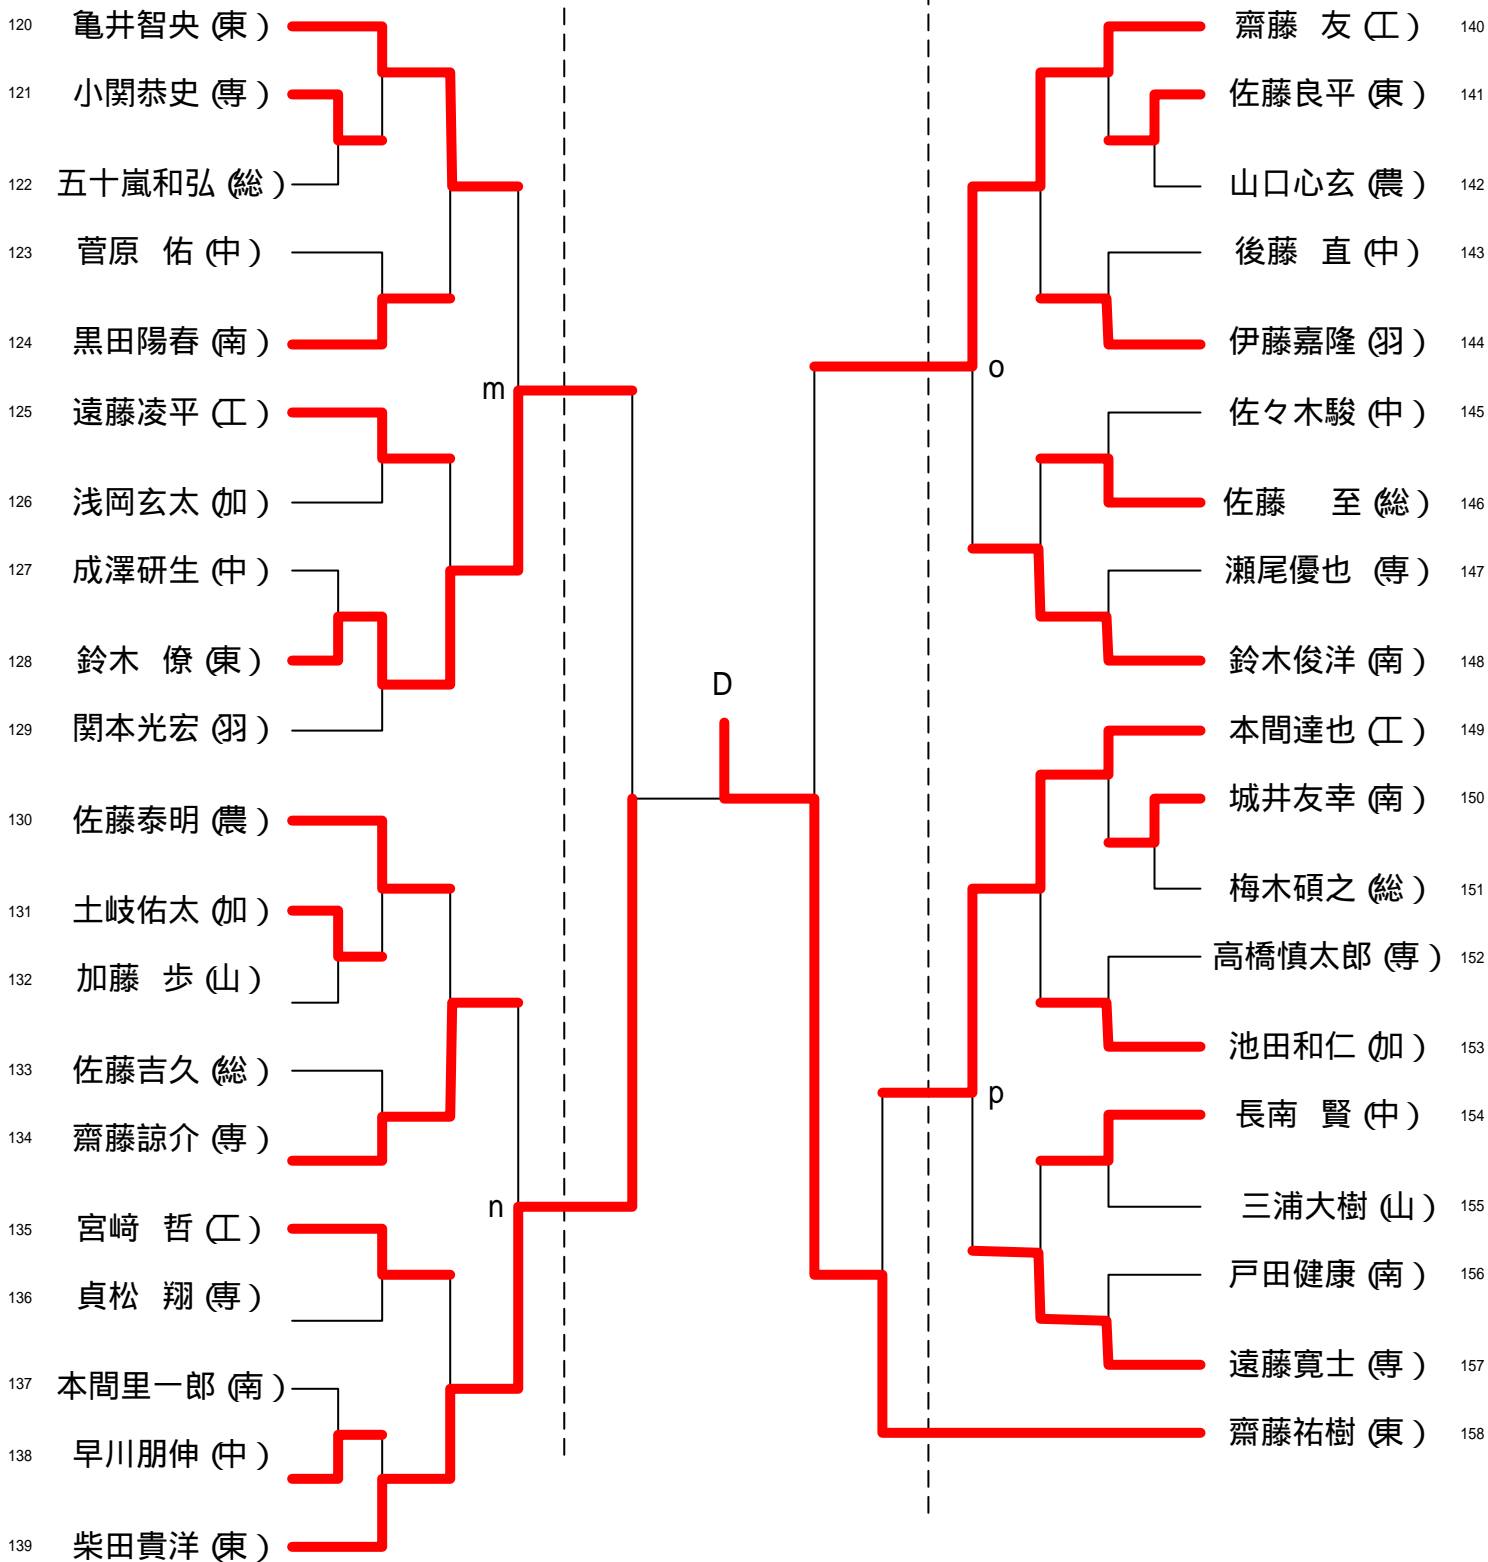 120 亀井智央 (東)
121 小関恭史 (専)
122 五十嵐和弘 (総)
123 菅原 佑 (中)
124 黒田陽春 (南)
m
125 遠藤凌平 (工)
126 浅岡玄太 (加)
127 成澤研生 (中)
128 鈴木 僚 (東)
129 関本光宏 (羽)
130 佐藤泰明 (農)
131 土岐佑太 (加)
132 加藤 歩 (山)
133 佐藤吉久 (総)
134 齋藤諒介 (専)
n
135 宮﨑 哲 (工)
136 貞松 翔 (専)
137 本間里一郎 (南)
138 早川朋伸 (中)
139 柴田貴洋 (東)
D
齋藤 友 (工) 140
佐藤良平 (東) 141
山口心玄 (農) 142
後藤 直 (中) 143
伊藤嘉隆 (羽) 144
o
佐々木駿 (中) 145
佐藤 至 (総) 146
瀬尾優也 (専) 147
鈴木俊洋 (南) 148
本間達也 (工) 149
城井友幸 (南) 150
梅木碩之 (総) 151
高橋慎太郎 (専) 152
池田和仁 (加) 153
p
長南 賢 (中) 154
三浦大樹 (山) 155
戸田健康 (南) 156
遠藤寛士 (専) 157
齋藤祐樹 (東) 158